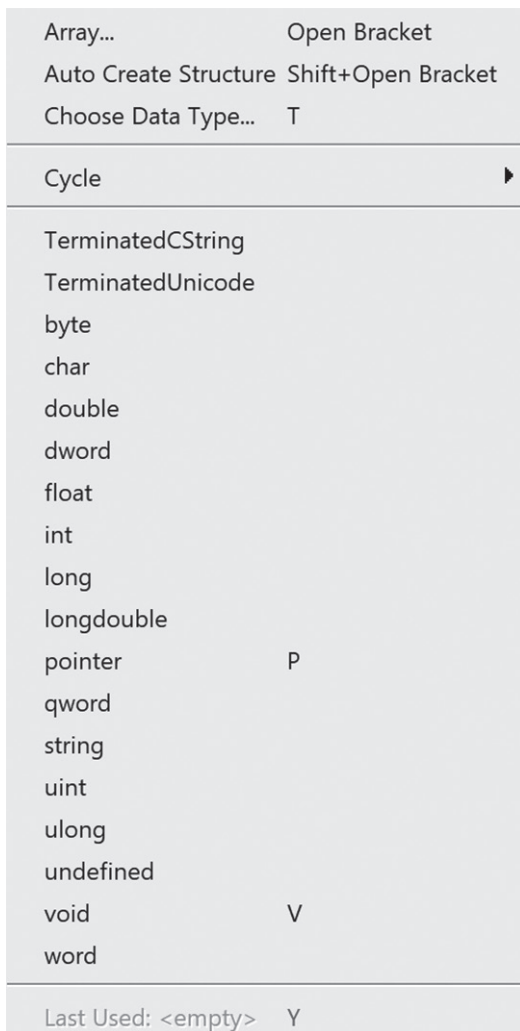 Array... Open Bracket
Auto Create Structure Shift+Open Bracket
Choose Data Type... T
Cycle
TerminatedCString
TerminatedUnicode
byte
char
double
dword
float
int
long
longdouble
pointer P
qword
string
uint
ulong
undefined
void V
word
Last Used: <empty> Y